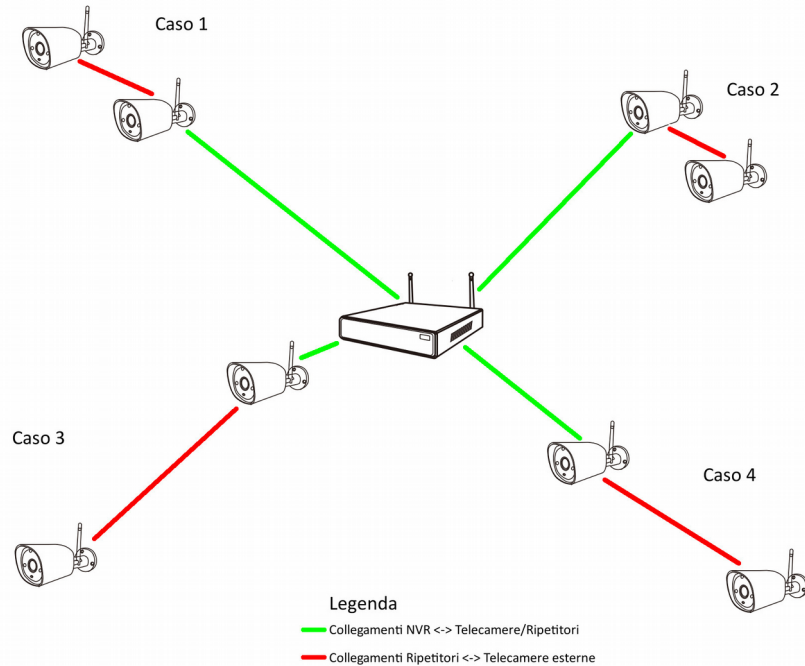 Caso 1
Caso 2
Caso 3
Caso 4
Legenda
Collegamenti NVR <-> Telecamere/Ripetitori
Collegamenti Ripetitori <-> Telecamere esterne